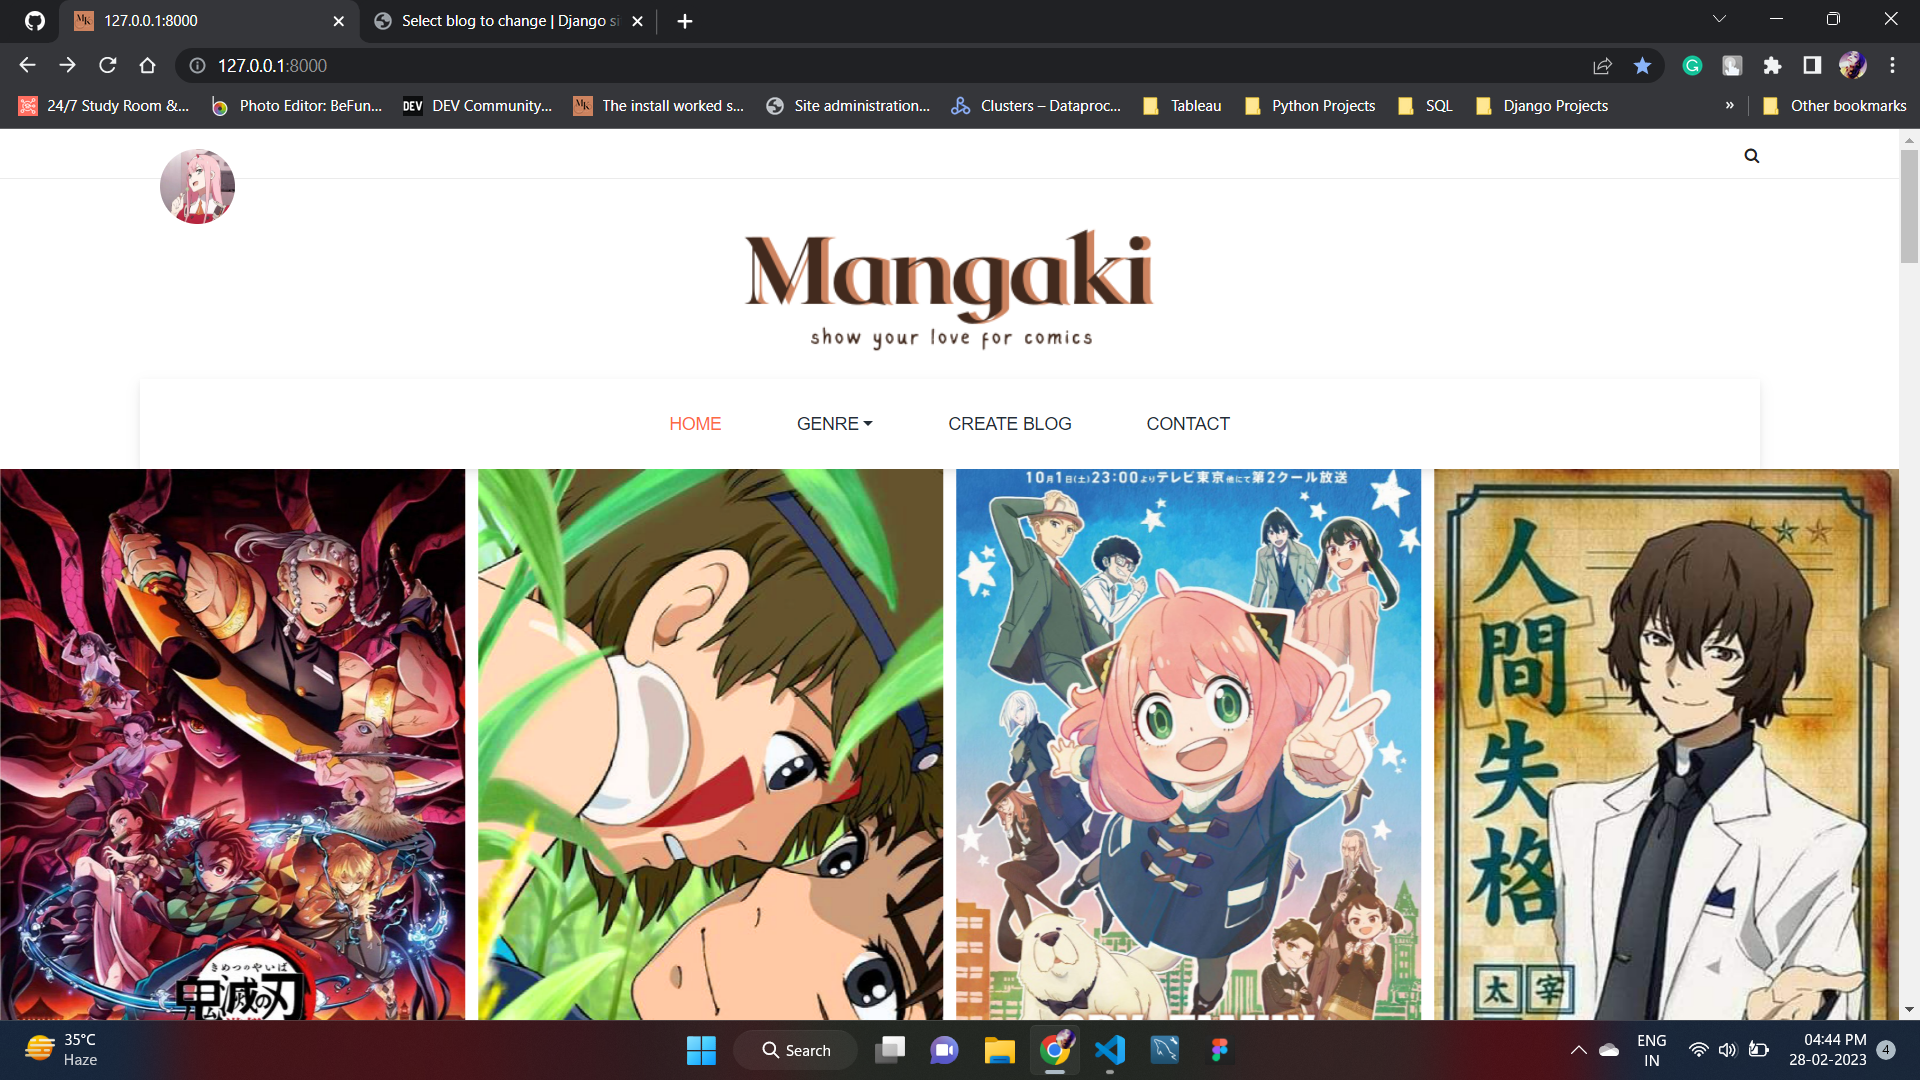 127.0.0.1:8000
Select blog to change | Django si
127.0.0.1:8000
24/7 Study Room &...
Photo Editor: BeFun...
DEV
DEV Community...
MK
The install worked s...
Site administration...
Clusters – Dataproc...
Tableau
Python Projects
SQL
Django Projects
»
Other bookmarks
Mangaki
show your love for comics
HOME
GENRE
CREATE BLOG
CONTACT
きめつのやいば
鬼滅の刃
10月1日(土)23:00よりテレビ東京他にて第2クール放送
人間失格
太宰
35°C
Haze
Search
ENG
IN
04:44 PM
28-02-2023
4